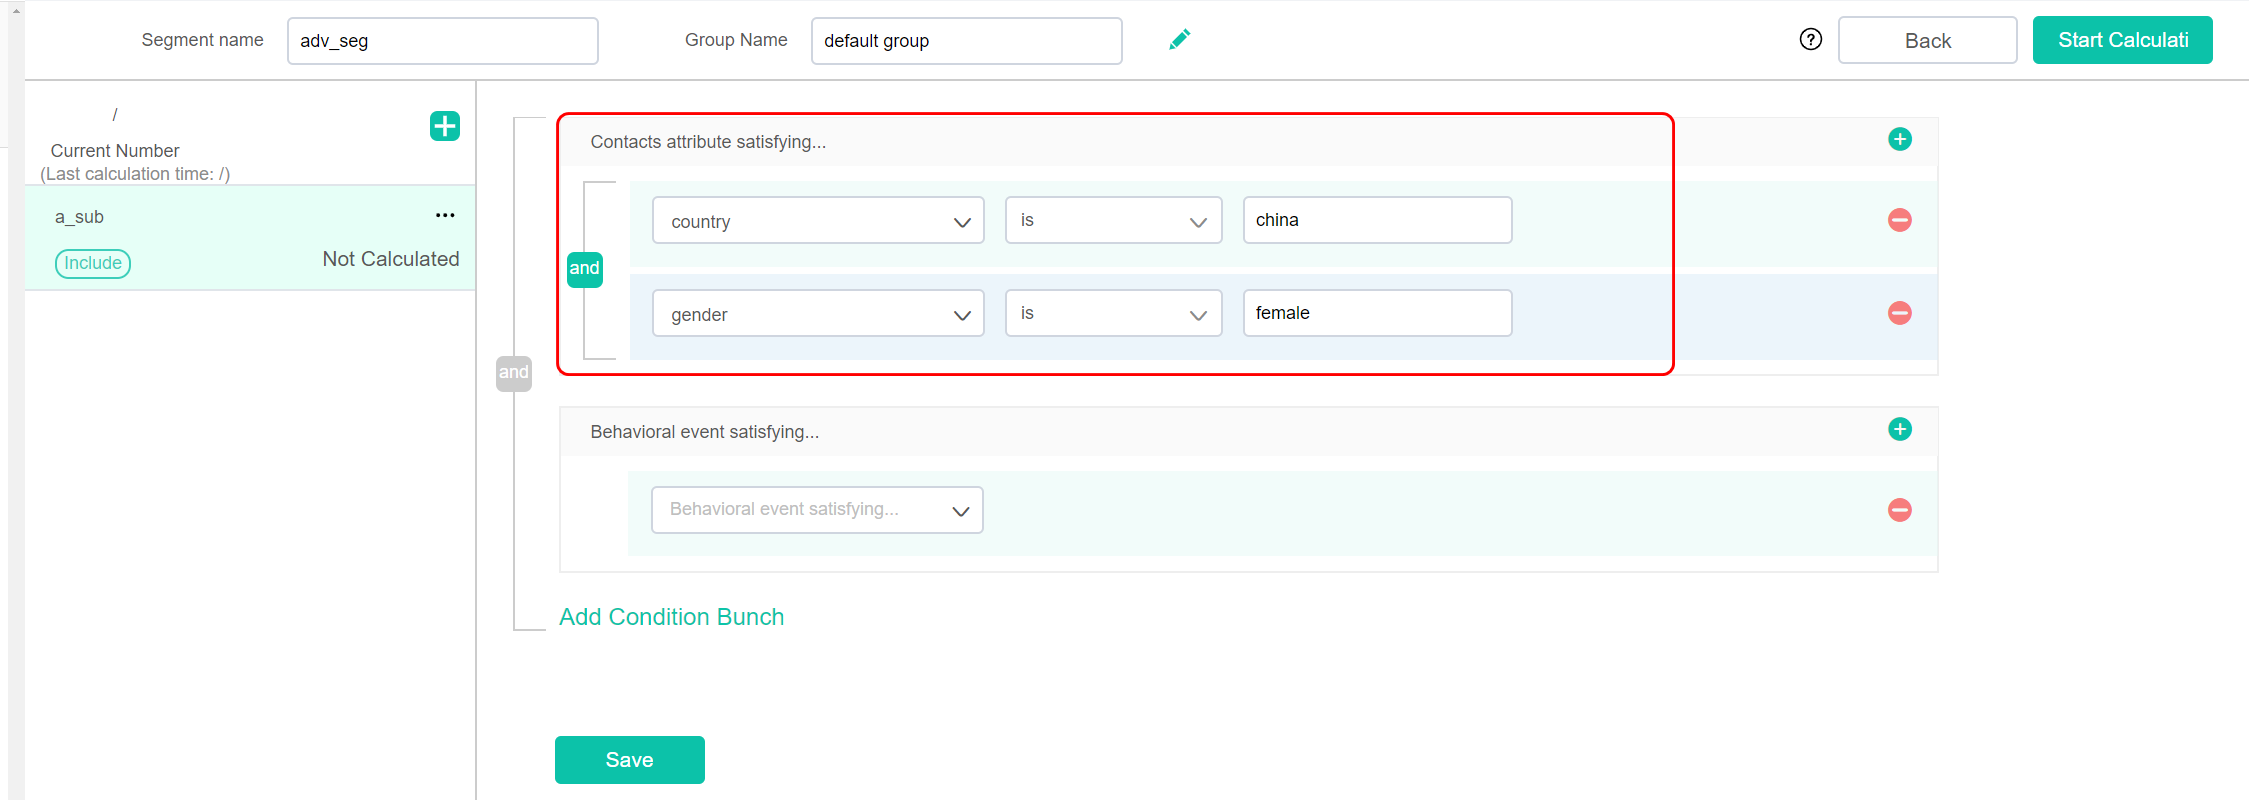 Segment name adv_seg Group Name default group ? Back Start Calculati
/
Current Number
(Last calculation time: /)
a_sub
Include Not Calculated
and
Contacts attribute satisfying...
and
country is china
gender is female
Behavioral event satisfying...
Behavioral event satisfying...
Add Condition Bunch
Save